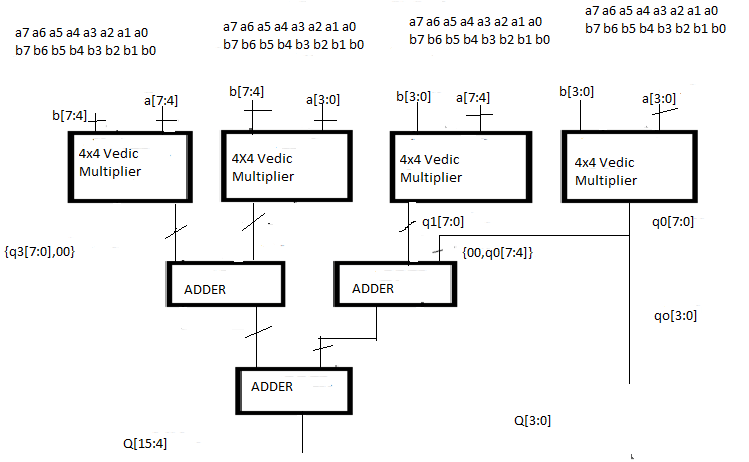 a7 a6 a5 a4 a3 a2 a1 a0
b7 b6 b5 b4 b3 b2 b1 b0
a7 a6 a5 a4 a3 a2 a1 a0
b7 b6 b5 b4 b3 b2 b1 b0
a7 a6 a5 a4 a3 a2 a1 a0
b7 b6 b5 b4 b3 b2 b1 b0
a7 a6 a5 a4 a3 a2 a1 a0
b7 b6 b5 b4 b3 b2 b1 b0
b[7:4]
a[7:4]
b[7:4]
a[3:0]
b[3:0]
a[7:4]
b[3:0]
a[3:0]
4x4 Vedic
Multiplier
4X4 Vedic
Multiplier
4x4 Vedic
Multiplier
4x4 Vedic
Multiplier
q1[7:0]
q0[7:0]
{q3[7:0],00}
{00,q0[7:4]}
ADDER
ADDER
qo[3:0]
ADDER
Q[15:4]
Q[3:0]